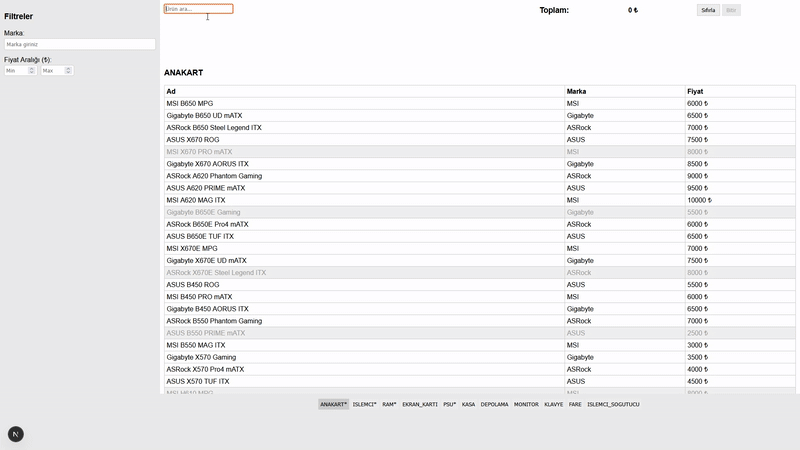 Filtreler
Marka:
Marka giriniz
Fiyat Aralığı (₺):
Min Max
Ürün ara...
Toplam: 0 ₺ Sıfırla Bitir
ANAKART
Ad Marka Fiyat
MSI B650 MPG MSI 6000 ₺
Gigabyte B650 UD mATX Gigabyte 6500 ₺
ASRock B650 Steel Legend ITX ASRock 7000 ₺
ASUS X670 ROG ASUS 7500 ₺
MSI X670 PRO mATX MSI 8000 ₺
Gigabyte X670 AORUS ITX Gigabyte 8500 ₺
ASRock A620 Phantom Gaming ASRock 9000 ₺
ASUS A620 PRIME mATX ASUS 9500 ₺
MSI A620 MAG ITX MSI 10000 ₺
Gigabyte B650E Gaming Gigabyte 5500 ₺
ASRock B650E Pro4 mATX ASRock 6000 ₺
ASUS B650E TUF ITX ASUS 6500 ₺
MSI X670E MPG MSI 7000 ₺
Gigabyte X670E UD mATX Gigabyte 7500 ₺
ASRock X670E Steel Legend ITX ASRock 8000 ₺
ASUS B450 ROG ASUS 5500 ₺
MSI B450 PRO mATX MSI 6000 ₺
Gigabyte B450 AORUS ITX Gigabyte 6500 ₺
ASRock B550 Phantom Gaming ASRock 7000 ₺
ASUS B550 PRIME mATX ASUS 2500 ₺
MSI B550 MAG ITX MSI 3000 ₺
Gigabyte X570 Gaming Gigabyte 3500 ₺
ASRock X570 Pro4 mATX ASRock 4000 ₺
ASUS X570 TUF ITX ASUS 4500 ₺
MSI H610 MPG MSI 8000 ₺
ANAKART* ISLEMCI* RAM* EKRAN_KARTI PSU* KASA DEPOLAMA MONITOR KLAVYE FARE ISLEMCI_SOGUTUCU
N